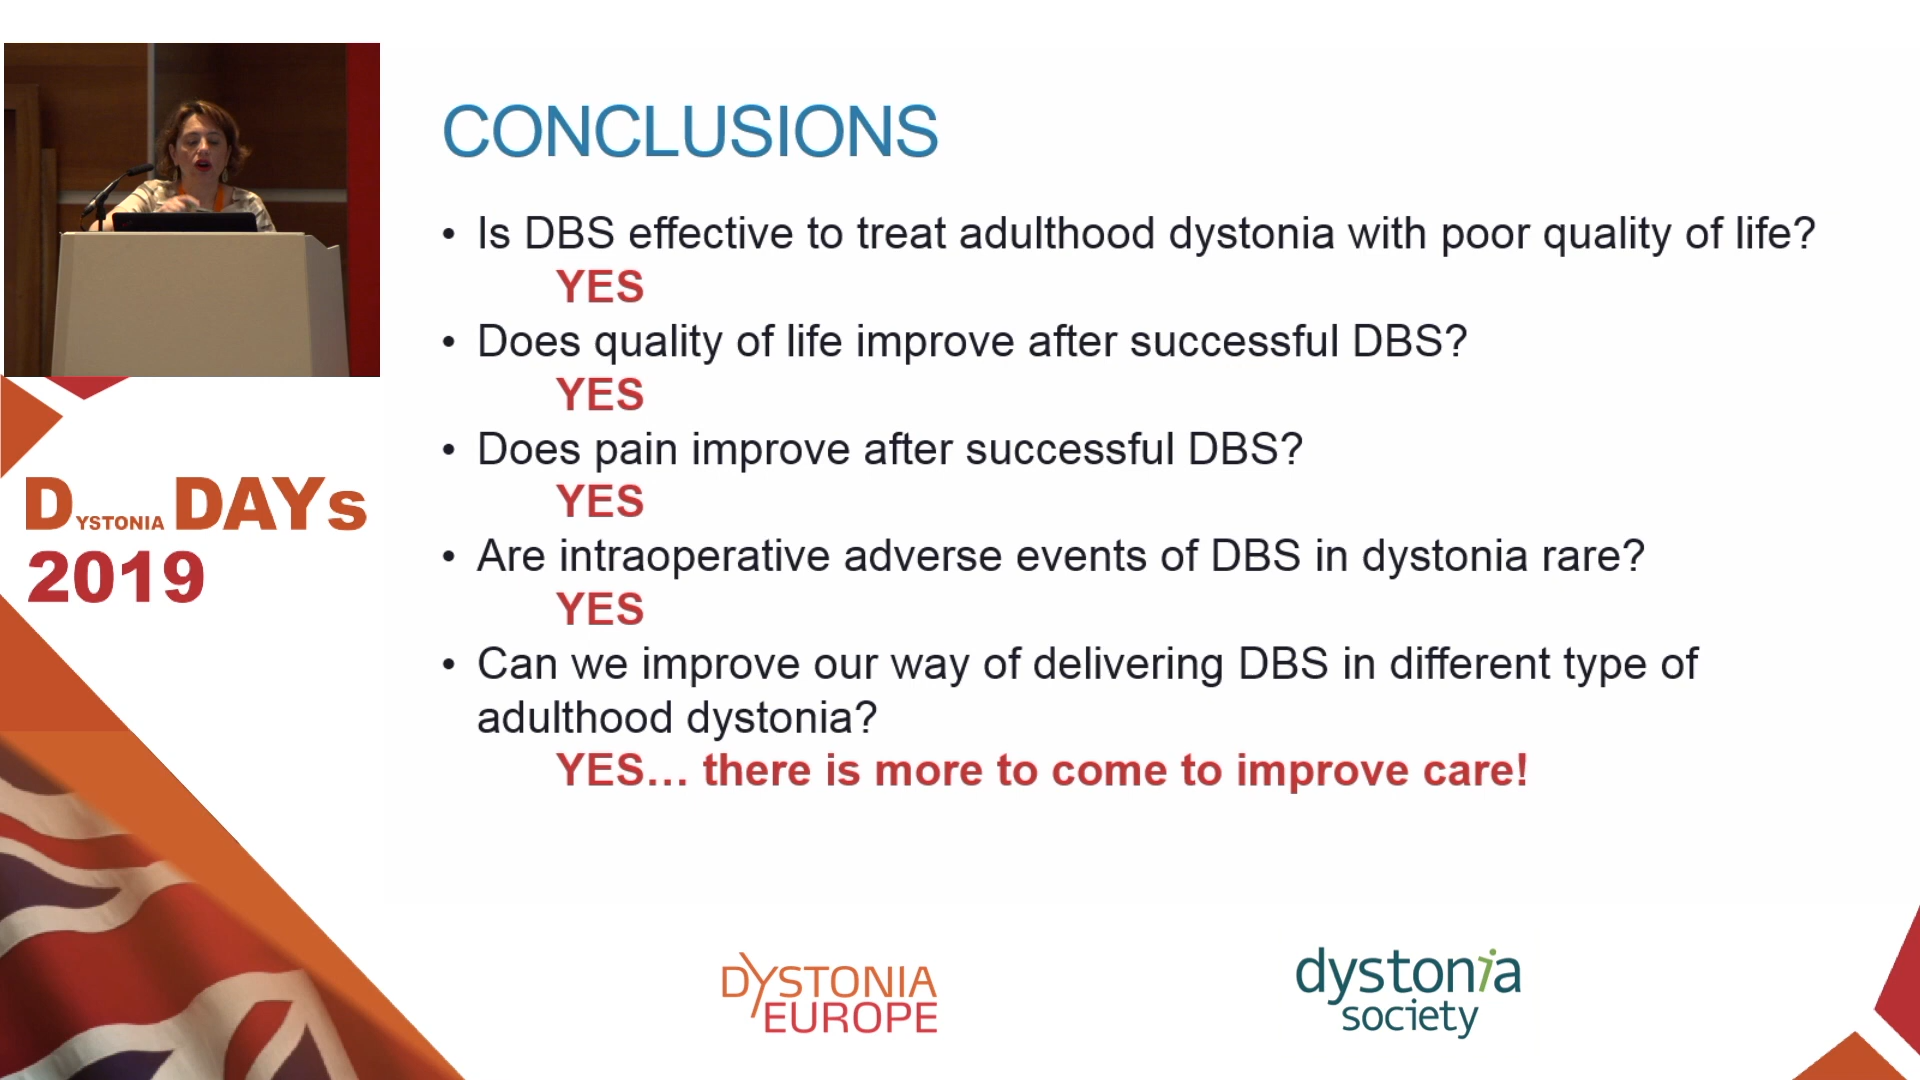 CONCLUSIONS
• Is DBS effective to treat adulthood dystonia with poor quality of life?
YES
• Does quality of life improve after successful DBS?
YES
• Does pain improve after successful DBS?
YES
• Are intraoperative adverse events of DBS in dystonia rare?
YES
• Can we improve our way of delivering DBS in different type of
adulthood dystonia?
YES... there is more to come to improve care!
DYSTONIA DAYs
2019
DYSTONIA
EUROPE
dystonia
society